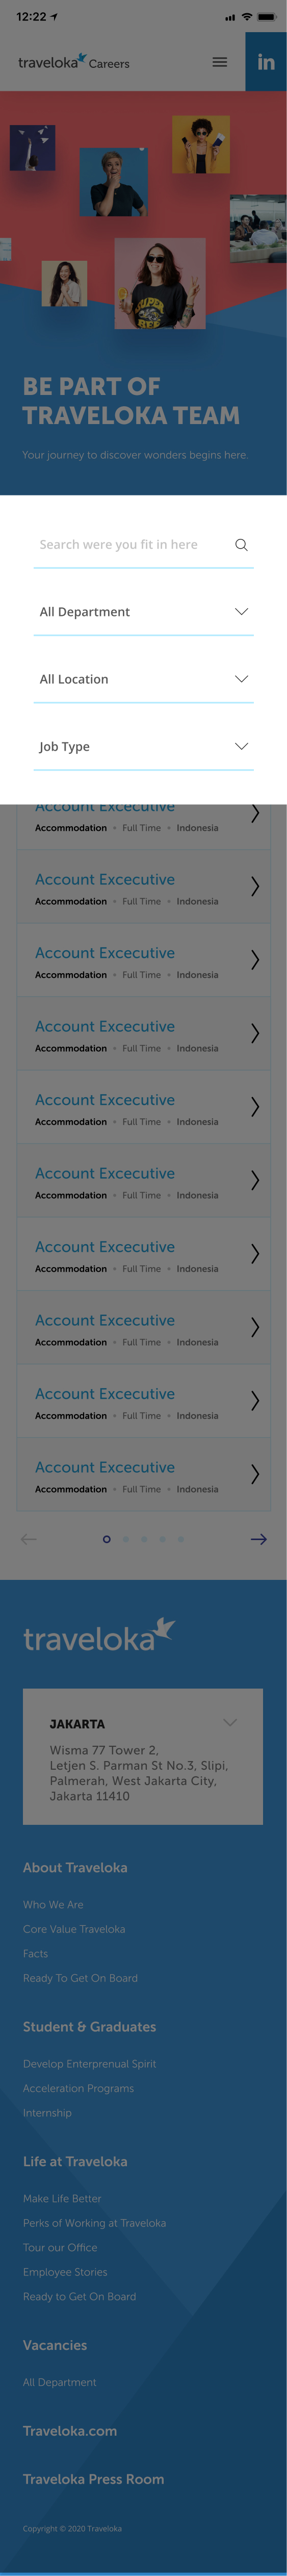 12:22
traveloka Careers
in
SUPER
BEE
BE PART OF
TRAVELOKA TEAM
Your journey to discover wonders begins here.
Search were you fit in here
All Department
All Location
Job Type
Account Excecutive
Accommodation • Full Time • Indonesia
Account Excecutive
Accommodation • Full Time • Indonesia
Account Excecutive
Accommodation • Full Time • Indonesia
Account Excecutive
Accommodation • Full Time • Indonesia
Account Excecutive
Accommodation • Full Time • Indonesia
Account Excecutive
Accommodation • Full Time • Indonesia
Account Excecutive
Accommodation • Full Time • Indonesia
Account Excecutive
Accommodation • Full Time • Indonesia
Account Excecutive
Accommodation • Full Time • Indonesia
Account Excecutive
Accommodation • Full Time • Indonesia
traveloka
JAKARTA
Wisma 77 Tower 2,
Letjen S. Parman St No.3, Slipi,
Palmerah, West Jakarta City,
Jakarta 11410
About Traveloka
Who We Are
Core Value Traveloka
Facts
Ready To Get On Board
Student & Graduates
Develop Enterprenual Spirit
Acceleration Programs
Internship
Life at Traveloka
Make Life Better
Perks of Working at Traveloka
Tour our Office
Employee Stories
Ready to Get On Board
Vacancies
All Department
Traveloka.com
Traveloka Press Room
Copyright © 2020 Traveloka